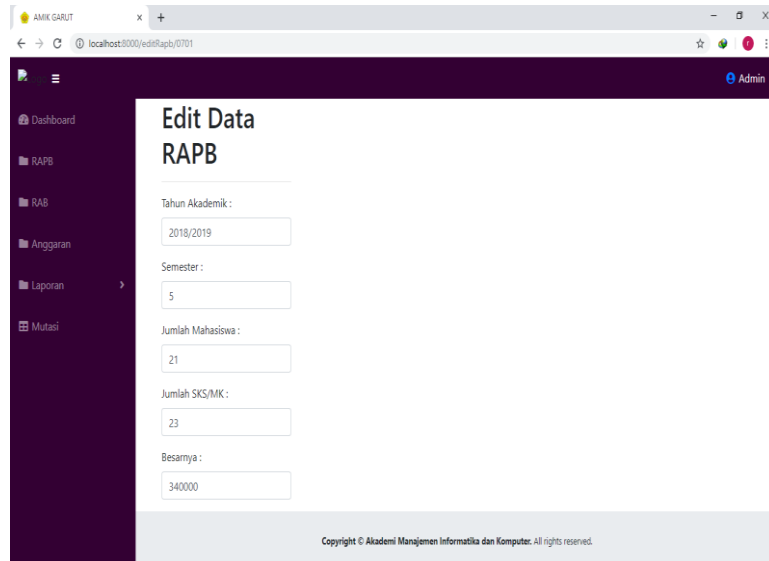 AMIK GARUT
localhost:8000/editRapb/0701
Admin
Dashboard
RAPB
RAB
Anggaran
Laporan
Mutasi
Edit Data
RAPB
Tahun Akademik :
2018/2019
Semester :
5
Jumlah Mahasiswa :
21
Jumlah SKS/MK :
23
Besarnya :
340000
Copyright © Akademi Manajemen Informatika dan Komputer. All rights reserved.